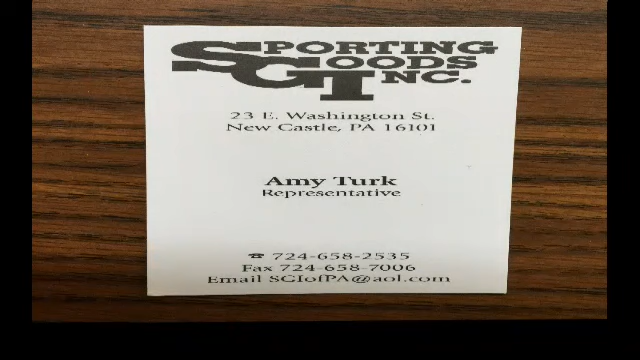 SPORTING
GOODS
INC.
23 E. Washington St.
New Castle, PA 16101
Amy Turk
Representative
☎ 724-658-2535
Fax 724-658-7006
Email SGIofPA@aol.com